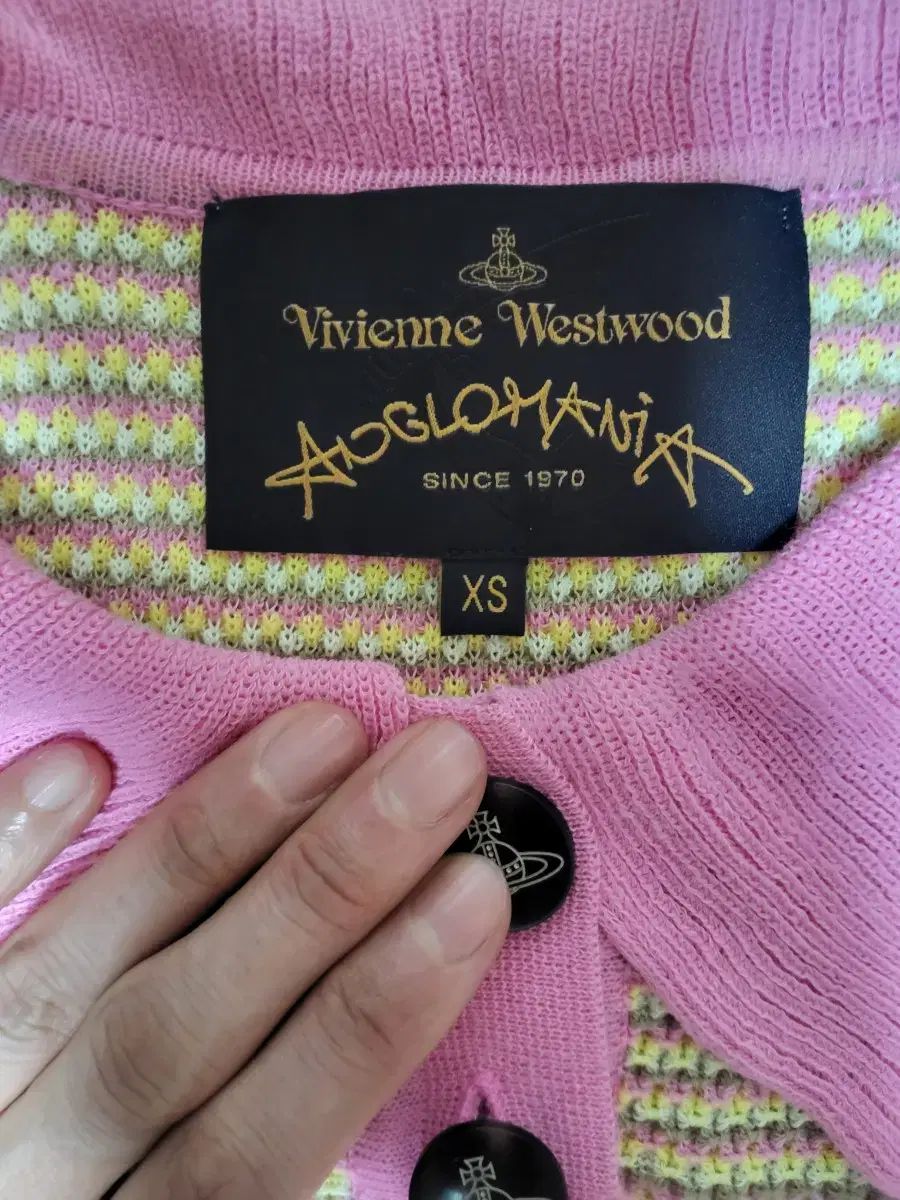 Vivienne Westwood
ANGLOMANiA
SINCE 1970
XS